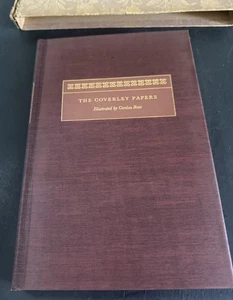 THE COVERLEY PAPERS
Illustrated by Gordon Ross